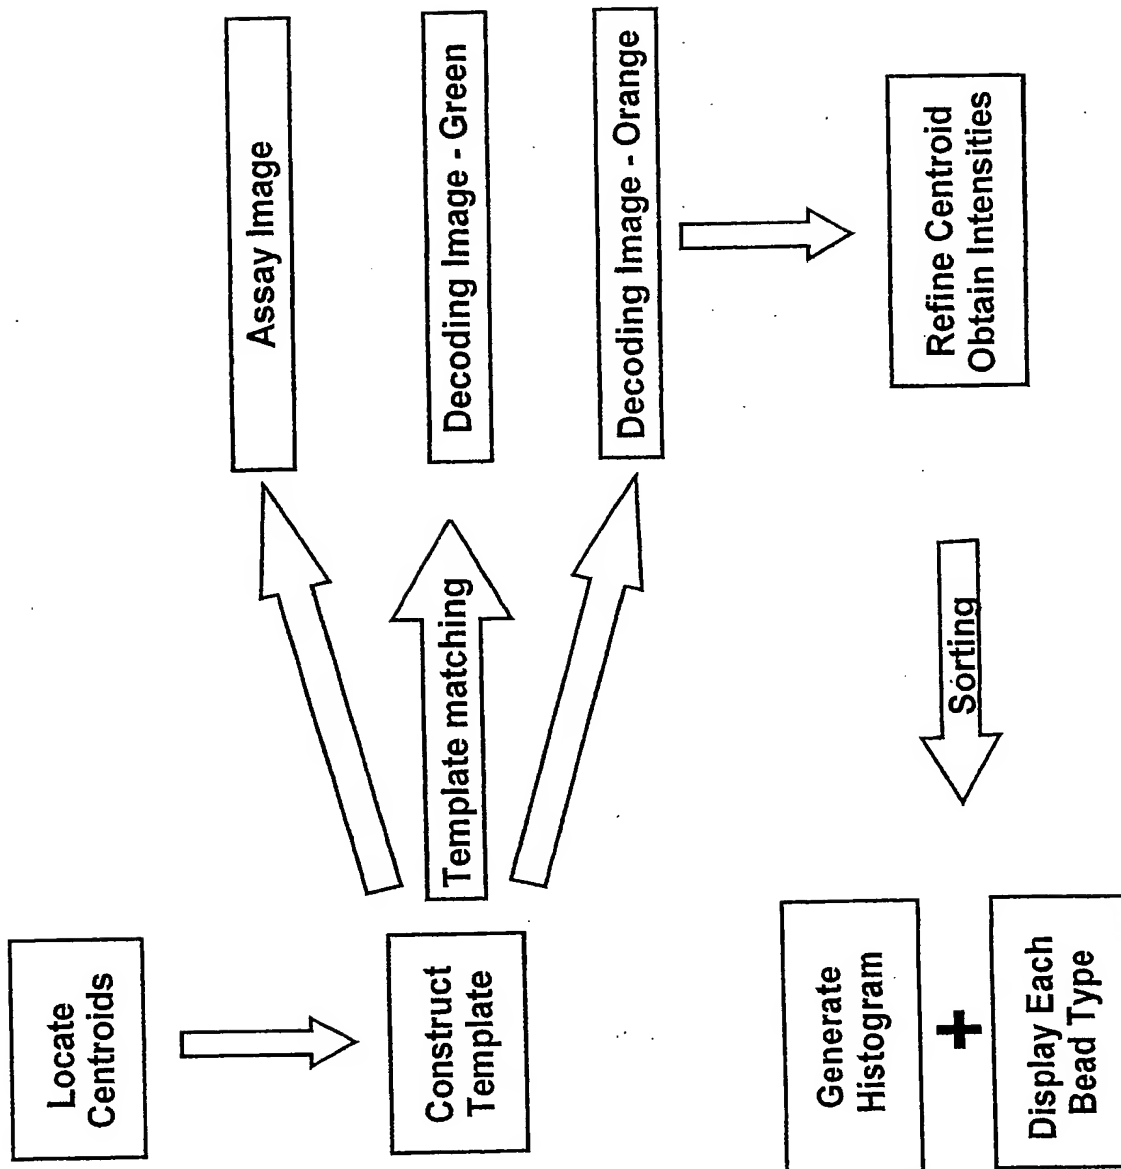 Locate
Centroids
Construct
Template
Template matching
Assay Image
Decoding Image - Green
Decoding Image - Orange
Refine Centroid
Obtain Intensities
Sorting
Generate
Histogram
+
Display Each
Bead Type